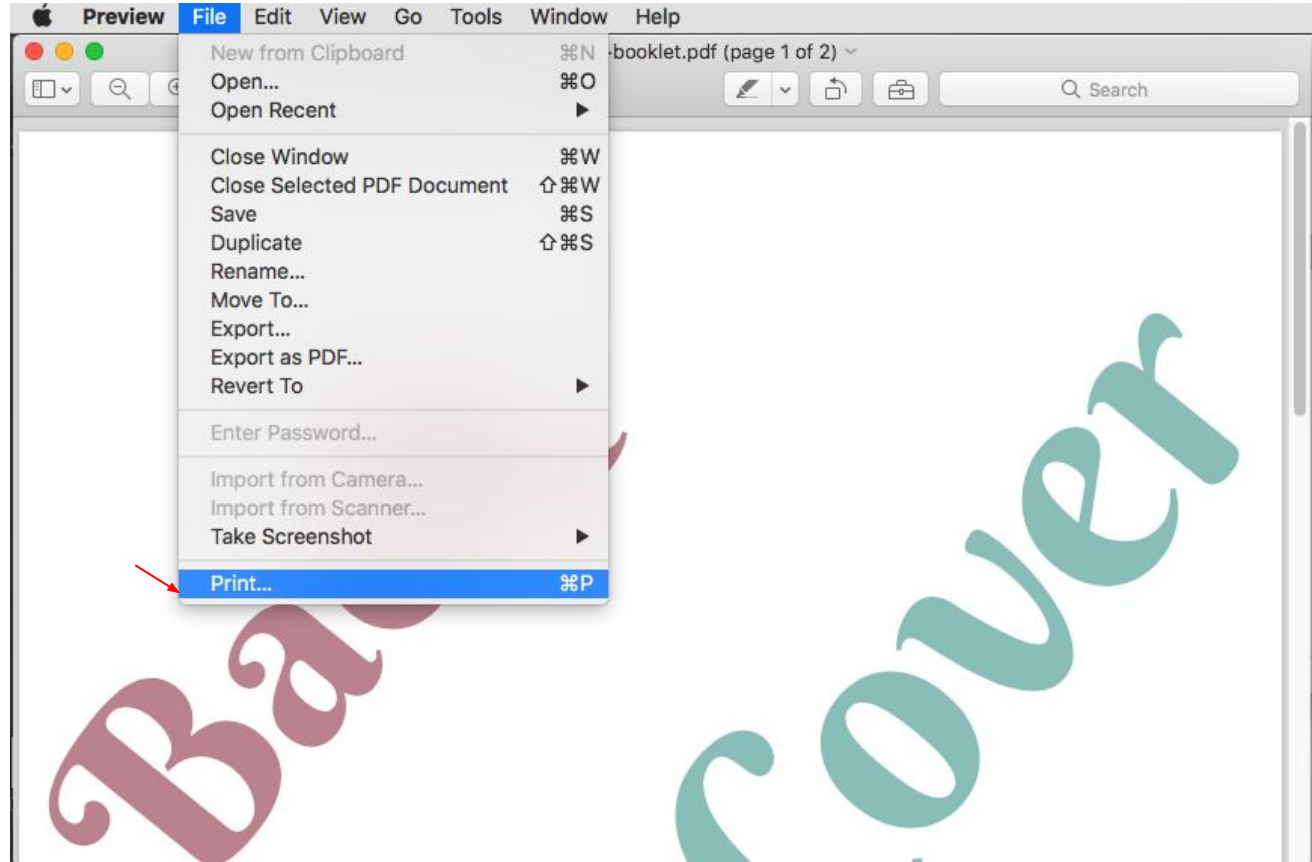 Preview File Edit View Go Tools Window Help
-booklet.pdf (page 1 of 2)
Search
New from Clipboard ⌘N
Open... ⌘O
Open Recent ▶
Close Window ⌘W
Close Selected PDF Document ⇧⌘W
Save ⌘S
Duplicate ⇧⌘S
Rename...
Move To...
Export...
Export as PDF...
Revert To ▶
Enter Password...
Import from Camera...
Import from Scanner...
Take Screenshot ▶
Print... ⌘P
Cover